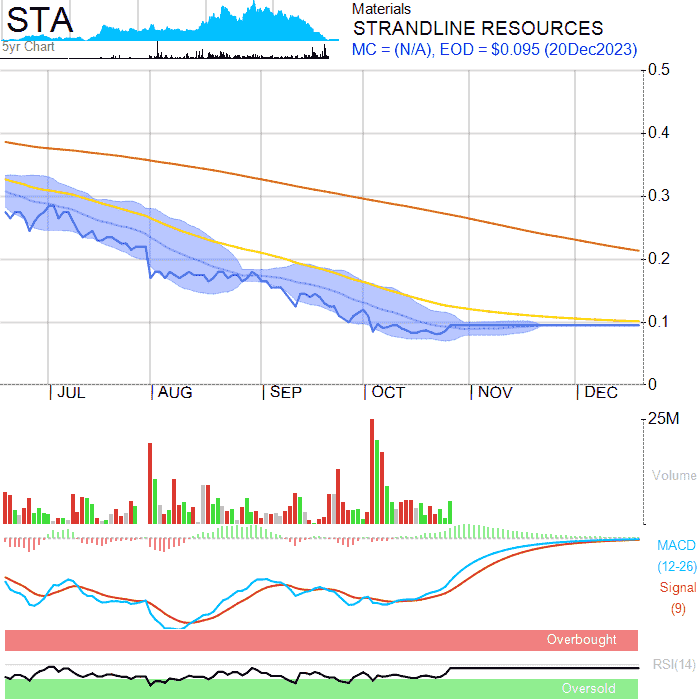 STA
5yr Chart
Materials
STRANDLINE RESOURCES
MC = (N/A), EOD = $0.095 (20Dec2023)
0.5
0.4
0.3
0.2
0.1
0
JUL AUG SEP OCT NOV DEC
25M
Volume
MACD
(12-26)
Signal
(9)
Overbought
RSI(14)
Oversold